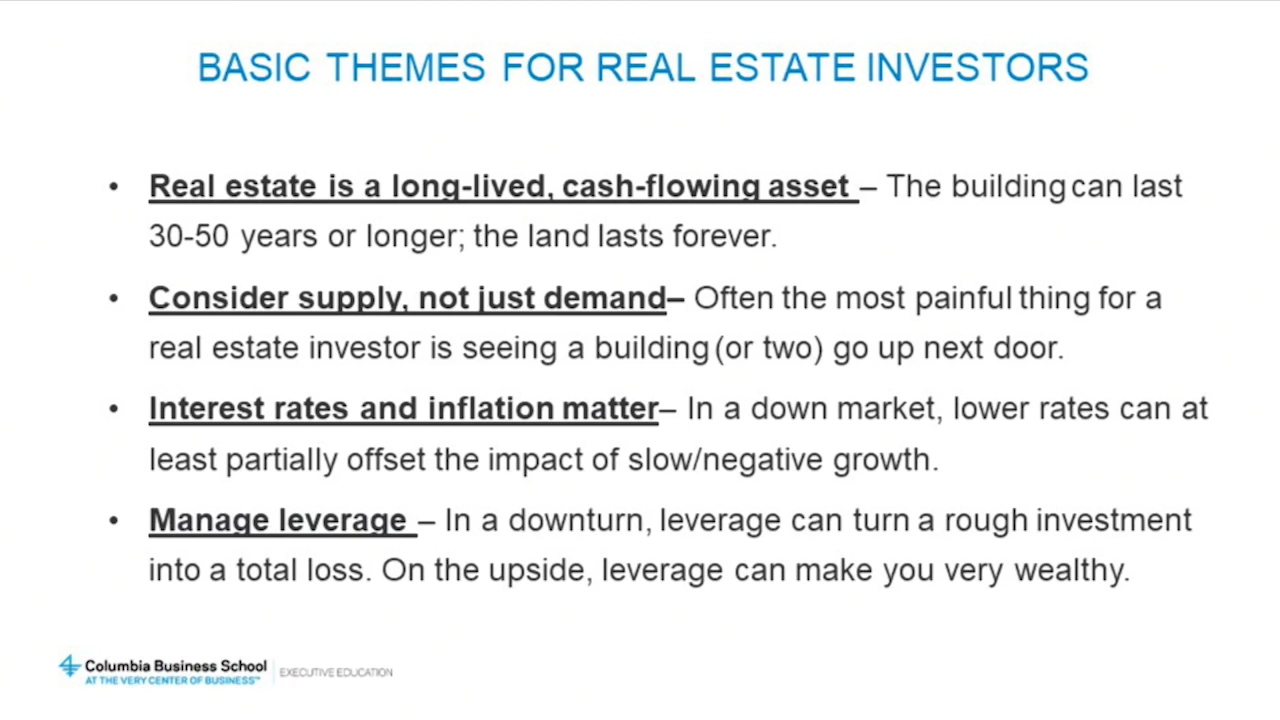 BASIC THEMES FOR REAL ESTATE INVESTORS
• Real estate is a long-lived, cash-flowing asset – The building can last
30-50 years or longer; the land lasts forever.
• Consider supply, not just demand– Often the most painful thing for a
real estate investor is seeing a building (or two) go up next door.
• Interest rates and inflation matter– In a down market, lower rates can at
least partially offset the impact of slow/negative growth.
• Manage leverage – In a downturn, leverage can turn a rough investment
into a total loss. On the upside, leverage can make you very wealthy.
Columbia Business School
AT THE VERY CENTER OF BUSINESS™
EXECUTIVE EDUCATION